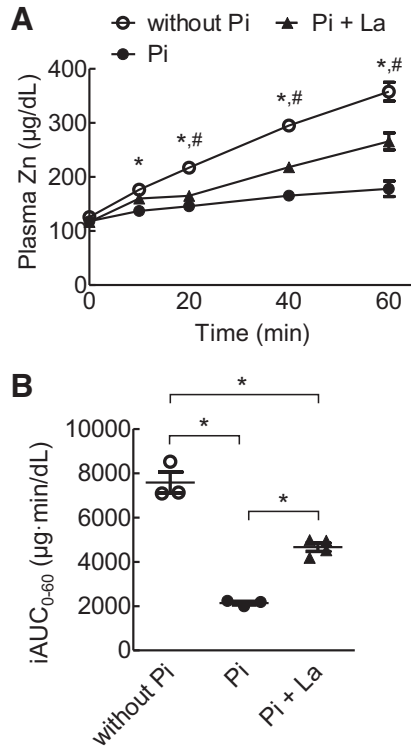 A
without Pi
Pi + La
Pi
Plasma Zn (µg/dL)
400
300
200
100
0
*
*,#
*,#
*,#
0
20
40
60
Time (min)
B
iAUC0-60 (µg·min/dL)
10000
8000
6000
4000
2000
0
*
*
*
without Pi
Pi
Pi + La